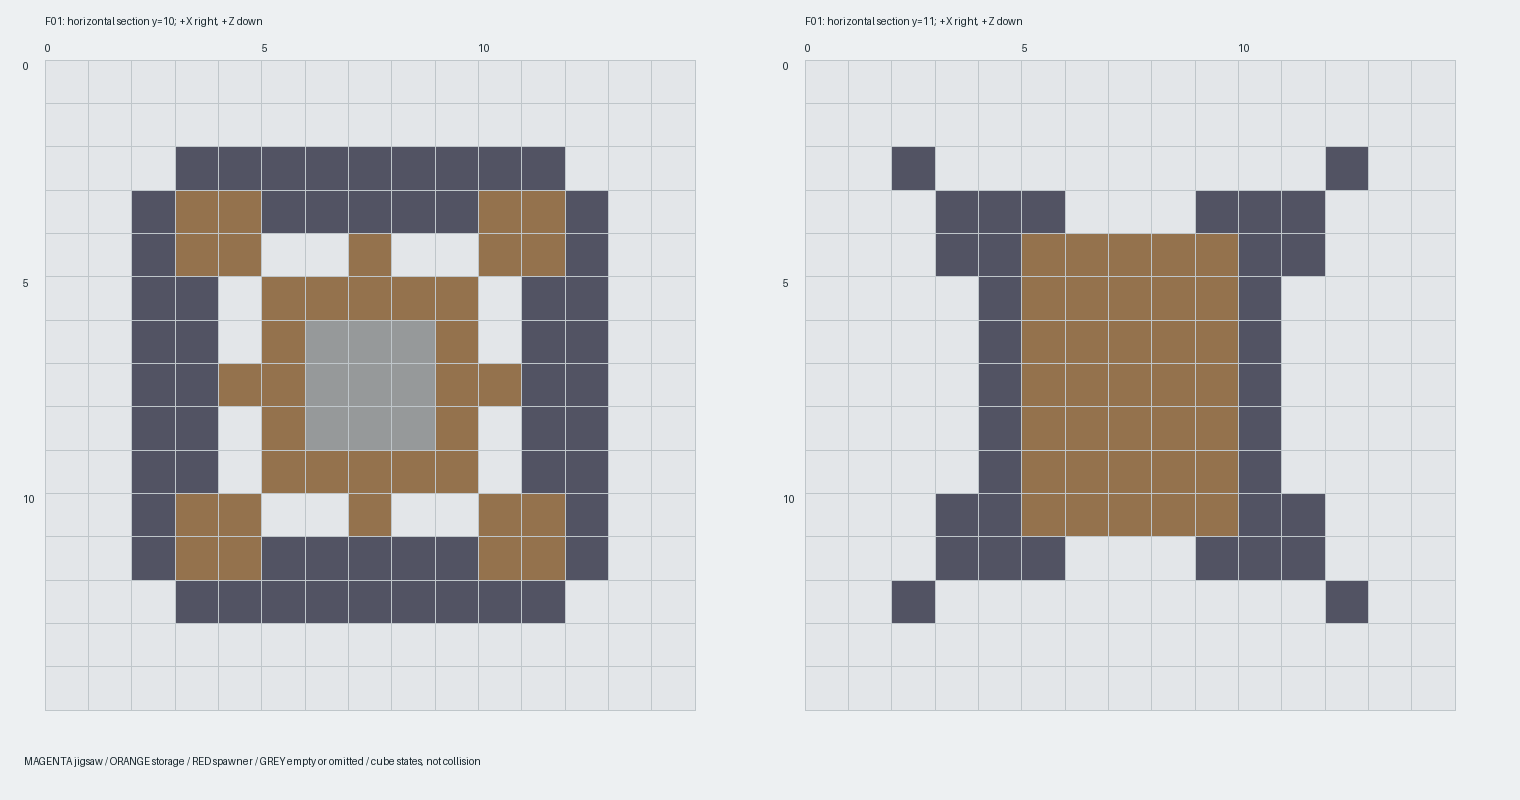 F01: horizontal section y=10; +X right, +Z down
F01: horizontal section y=11; +X right, +Z down
0 5 10
0 5 10
0
0
5
5
10
10
MAGENTA jigsaw / ORANGE storage / RED spawner / GREY empty or omitted / cube states, not collision